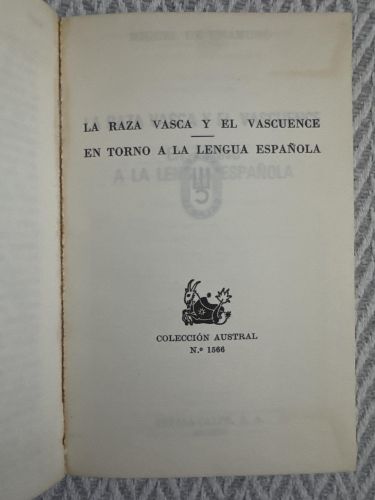 LA RAZA VASCA Y EL VASCUENCE
EN TORNO A LA LENGUA ESPAÑOLA
COLECCIÓN AUSTRAL
N.º 1566